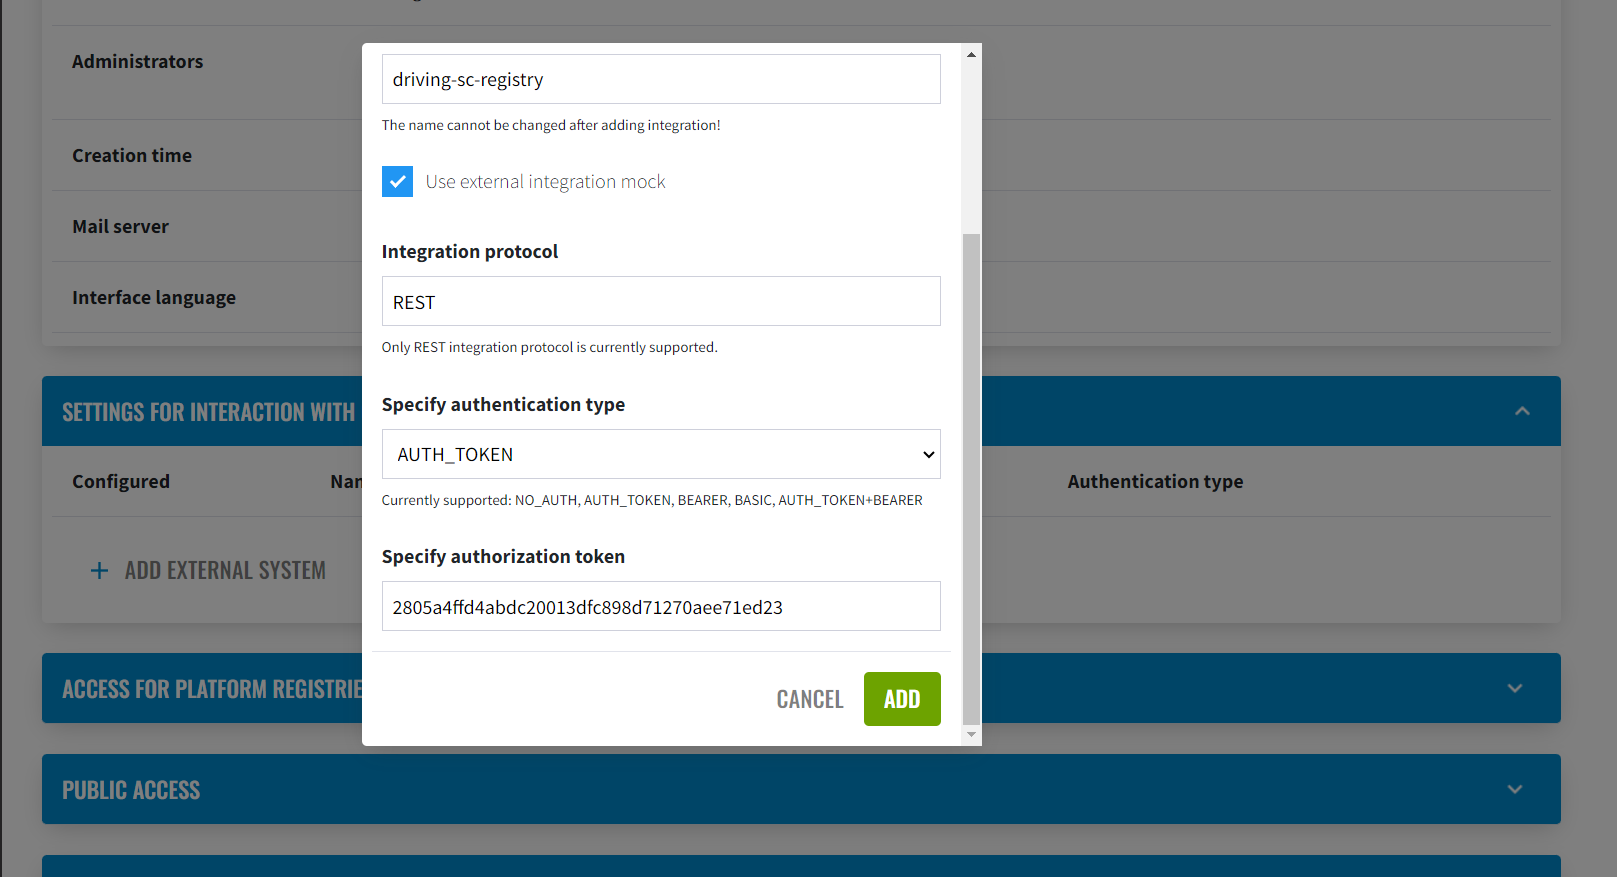 Administrators
Creation time
Mail server
Interface language
driving-sc-registry
The name cannot be changed after adding integration!
Use external integration mock
Integration protocol
REST
Only REST integration protocol is currently supported.
Specify authentication type
AUTH_TOKEN
Currently supported: NO_AUTH, AUTH_TOKEN, BEARER, BASIC, AUTH_TOKEN+BEARER
Specify authorization token
2805a4ffd4abdc20013dfc898d71270aee71ed23
CANCEL
ADD
SETTINGS FOR INTERACTION WITH
Configured
Authentication type
ADD EXTERNAL SYSTEM
ACCESS FOR PLATFORM REGISTRIE
PUBLIC ACCESS